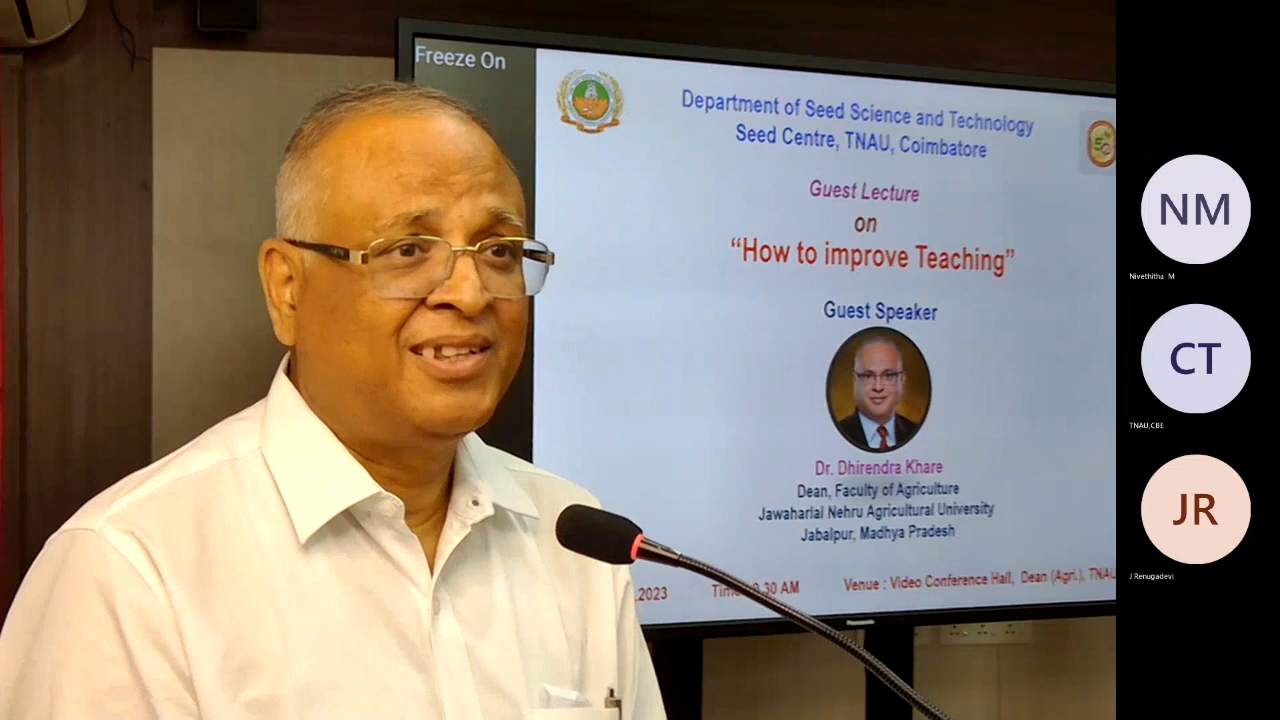 Freeze On
Department of Seed Science and Technology
Seed Centre, TNAU, Coimbatore
Guest Lecture
on
“How to improve Teaching”
Guest Speaker
Dr. Dhirendra Khare
Dean, Faculty of Agriculture
Jawaharlal Nehru Agricultural University
Jabalpur, Madhya Pradesh
.2023 .30 AM Venue : Video Conference Hall, Dean (Agri.), TNAU
NM
Nivethitha M
CT
TNAU,CBE
JR
J Renugadevi